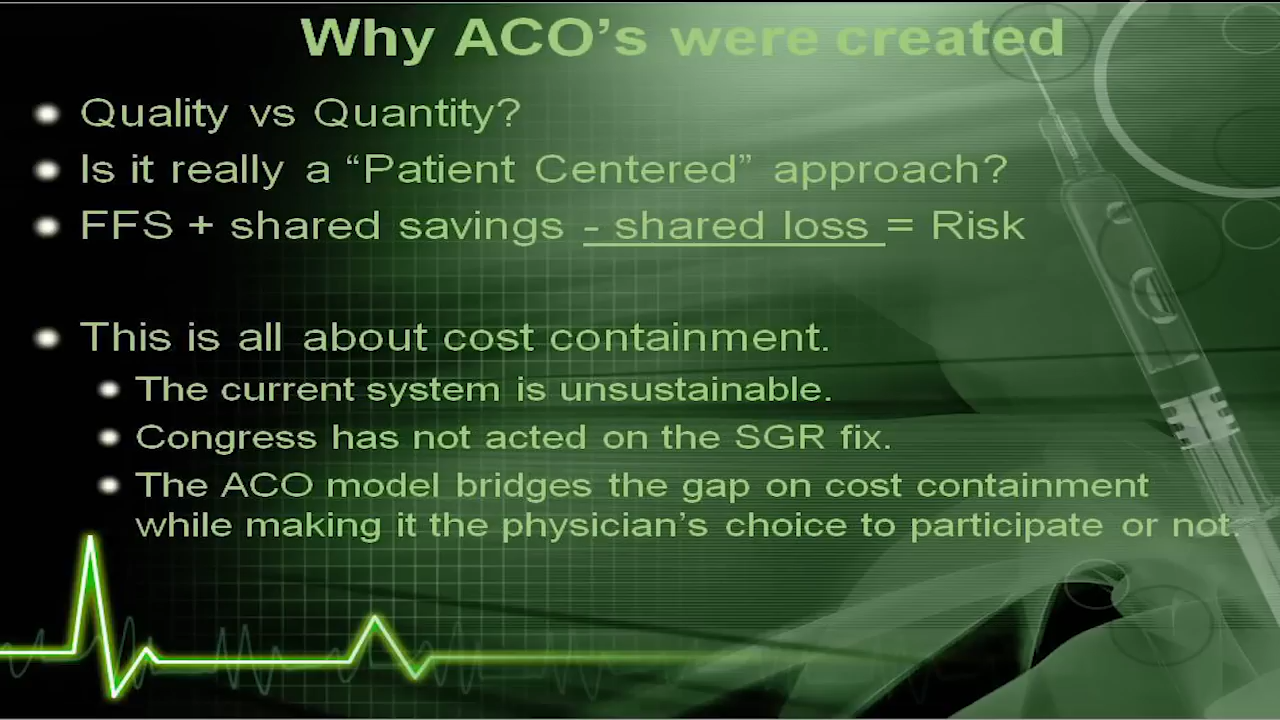 Why ACO’s were created
Quality vs Quantity?
Is it really a “Patient Centered” approach?
FFS + shared savings - shared loss = Risk
This is all about cost containment.
The current system is unsustainable.
Congress has not acted on the SGR fix.
The ACO model bridges the gap on cost containment
while making it the physician’s choice to participate or not.